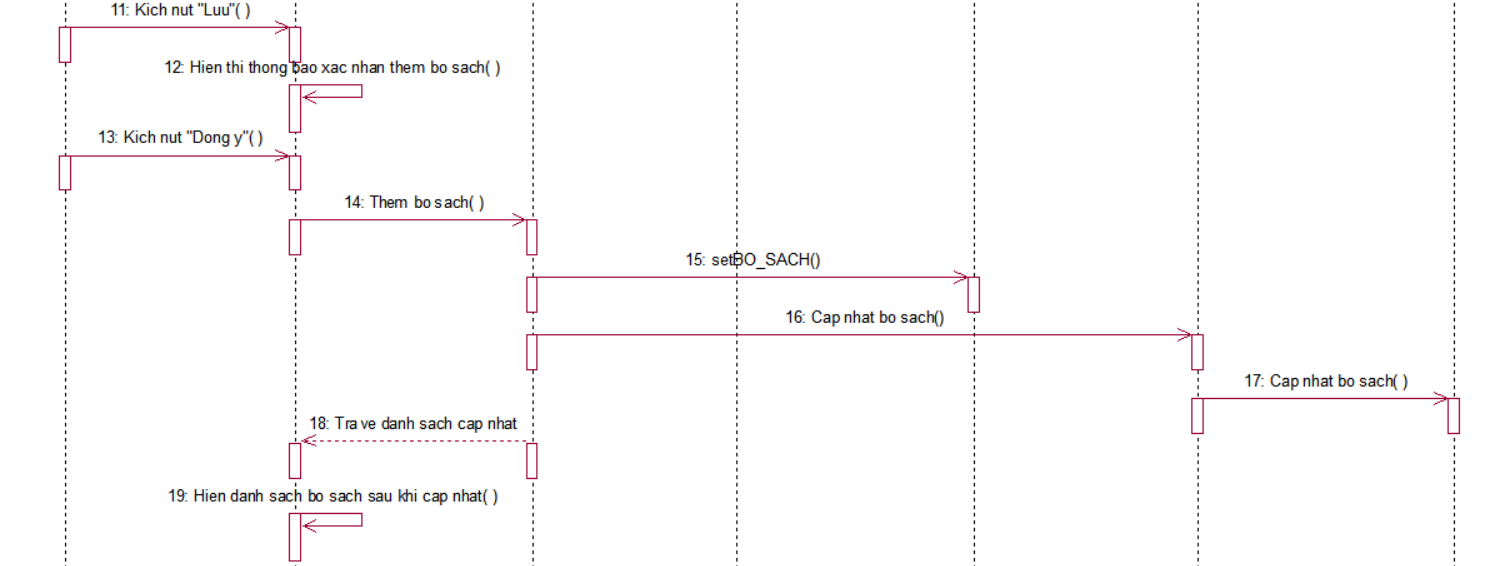 11: Kich nut "Luu"( )
12: Hien thi thong bao xac nhan them bo sach( )
13: Kich nut "Dong y"( )
14: Them bo sach( )
15: setBO_SACH()
16: Cap nhat bo sach()
17: Cap nhat bo sach( )
18: Tra ve danh sach cap nhat
19: Hien danh sach bo sach sau khi cap nhat( )